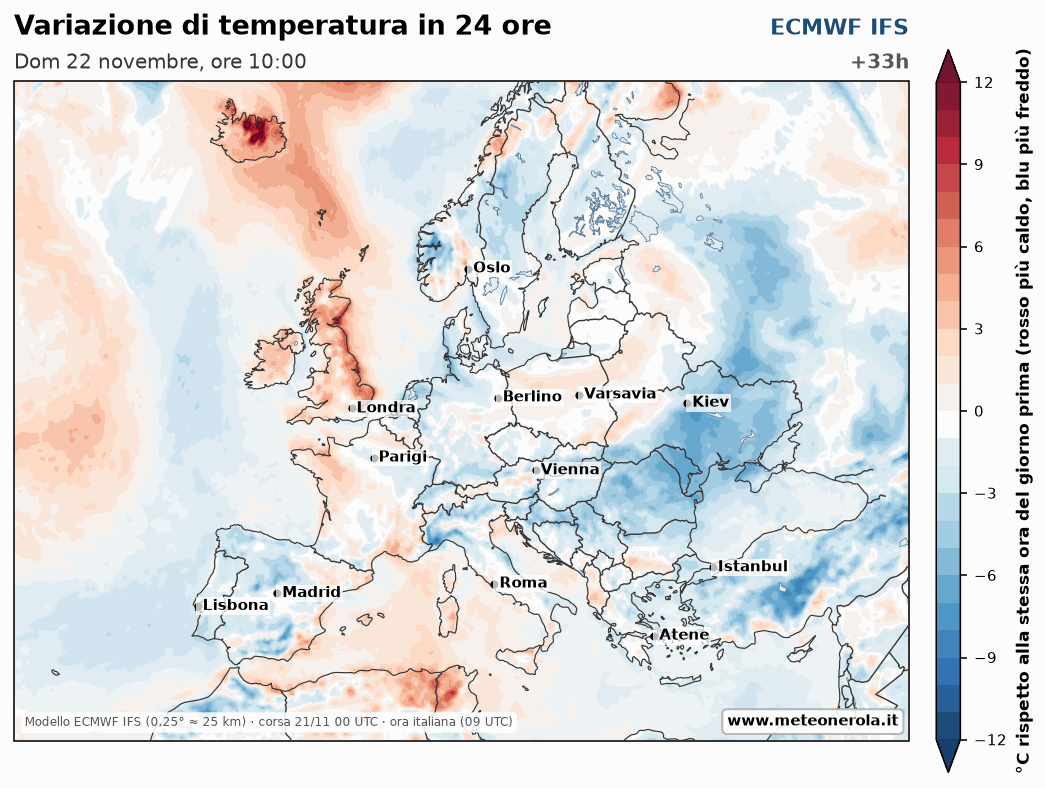 Variazione di temperatura in 24 ore
ECMWF IFS
Dom 22 novembre, ore 10:00
+33h
Oslo
Londra
Berlino
Varsavia
Kiev
Parigi
Vienna
Istanbul
Roma
Madrid
Lisbona
Atene
Modello ECMWF IFS (0,25° ≈ 25 km) · corsa 21/11 00 UTC · ora italiana (09 UTC)
www.meteonerola.it
12
9
6
3
0
−3
−6
−9
−12
°C rispetto alla stessa ora del giorno prima (rosso più caldo, blu più freddo)